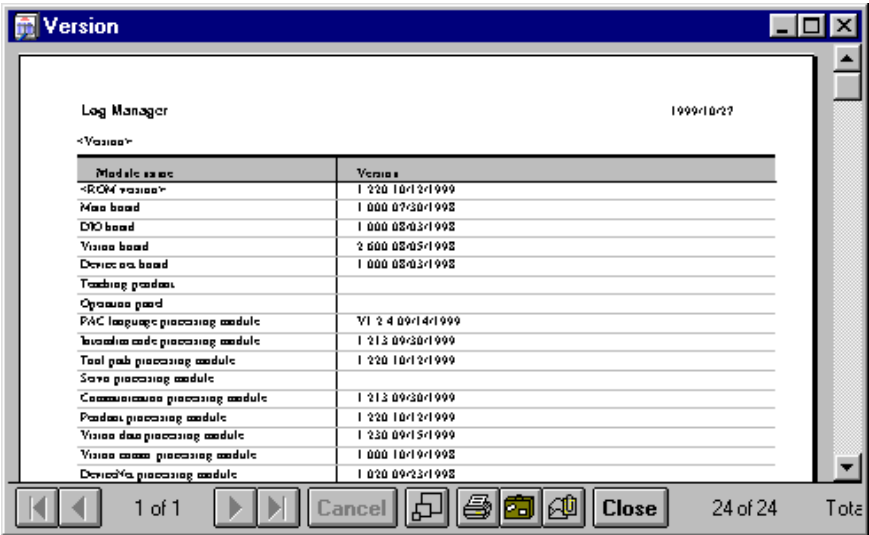 Version
Log Manager 1999/10/27
<Version>
Module name Version
<ROM version> 1.220 10/12/1999
Main board 1.000 07/30/1998
DIO board 1.000 08/03/1998
Vision board 2.600 08/05/1998
Device net board 1.000 08/03/1998
Teaching pendant
Operation panel
PAC language processing module V1.2.4 09/14/1999
code processing module 1.213 09/30/1999
Tool path processing module 1.220 10/12/1999
Servo processing module
Communication processing module 1.213 09/30/1999
Pendant processing module 1.220 10/12/1999
Vision data processing module 1.230 09/15/1999
Vision comm processing module 1.000 10/19/1998
DeviceNet processing module 1.020 09/23/1998
1 of 1 Cancel Close 24 of 24 Tota